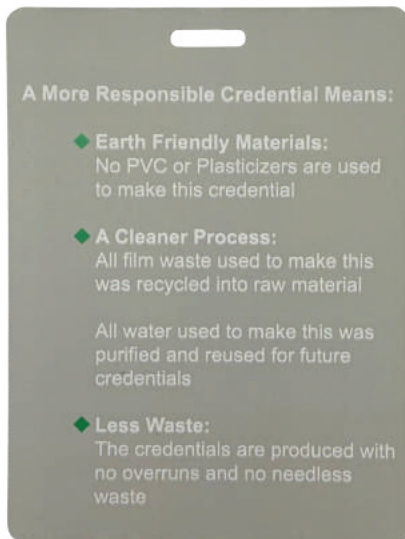 A More Responsible Credential Means:
Earth Friendly Materials:
No PVC or Plasticizers are used
to make this credential
A Cleaner Process:
All film waste used to make this
was recycled into raw material
All water used to make this was
purified and reused for future
credentials
Less Waste:
The credentials are produced with
no overruns and no needless
waste